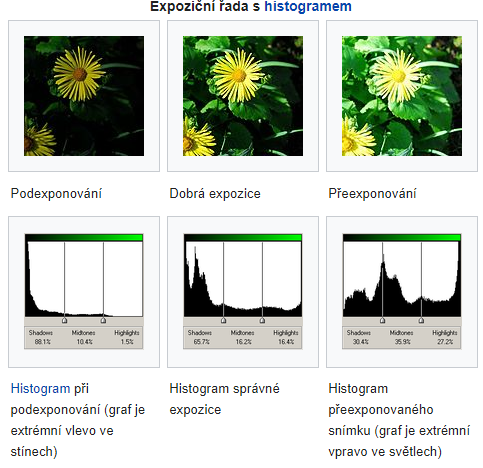 Expoziční řada s histogramem
Podexponování
Dobrá expozice
Přeexponování
Shadows Midtones Highlights
88.1% 10.4% 1.5%
Shadows Midtones Highlights
65.7% 16.2% 16.4%
Shadows Midtones Highlights
30.4% 35.9% 27.2%
Histogram při
podexponování (graf je
extrémní vlevo ve
stínech)
Histogram správné
expozice
Histogram
přeexponovaného
snímku (graf je extrémní
vpravo ve světlech)